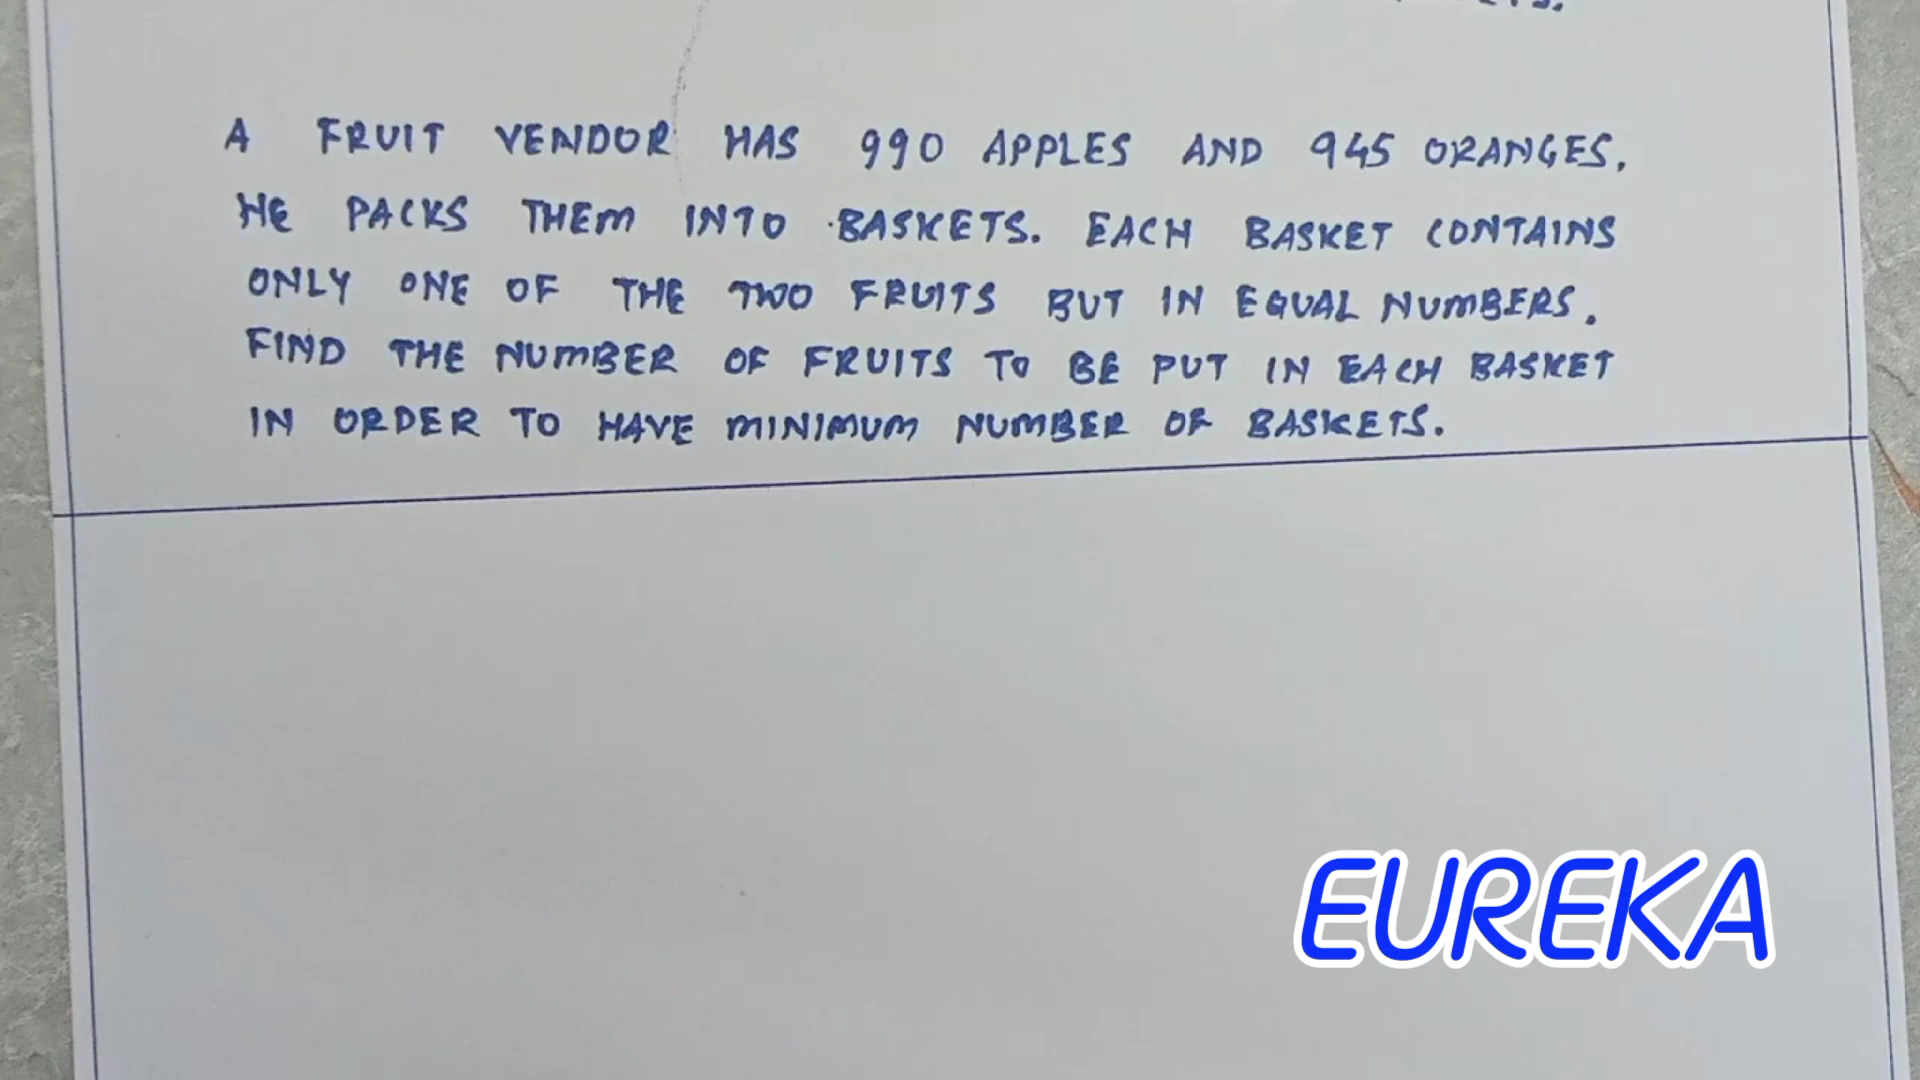 A FRUIT VENDOR HAS 990 APPLES AND 945 ORANGES.
HE PACKS THEM INTO BASKETS. EACH BASKET CONTAINS
ONLY ONE OF THE TWO FRUITS BUT IN EQUAL NUMBERS.
FIND THE NUMBER OF FRUITS TO BE PUT IN EACH BASKET
IN ORDER TO HAVE MINIMUM NUMBER OF BASKETS.
EUREKA